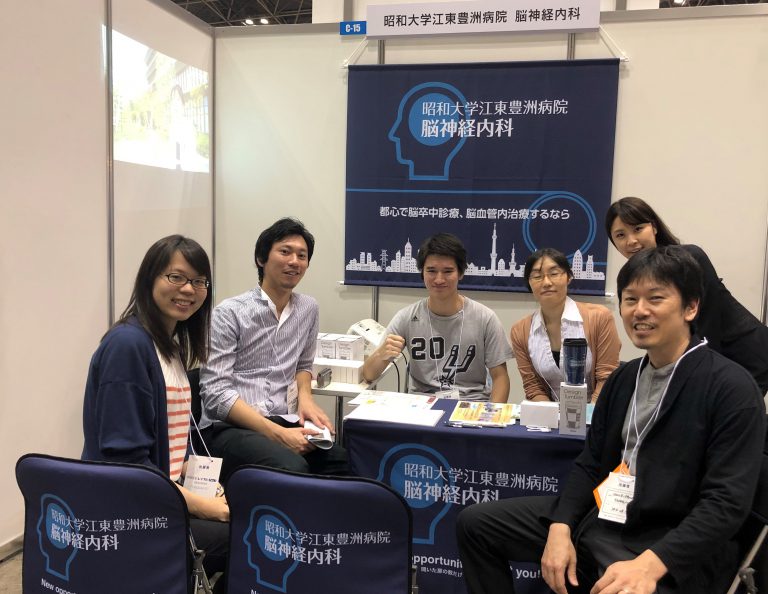 C-15
昭和大学江東豊洲病院 脳神経内科
昭和大学江東豊洲病院
脳神経内科
都心で脳卒中診療、脳血管内治療するなら
20
昭和大学江東豊洲病院
脳神経内科
opportuni
you!
昭和大学江東豊洲病院
脳神経内科
New oppo
昭和大学江東豊洲病院
脳神経内科
New